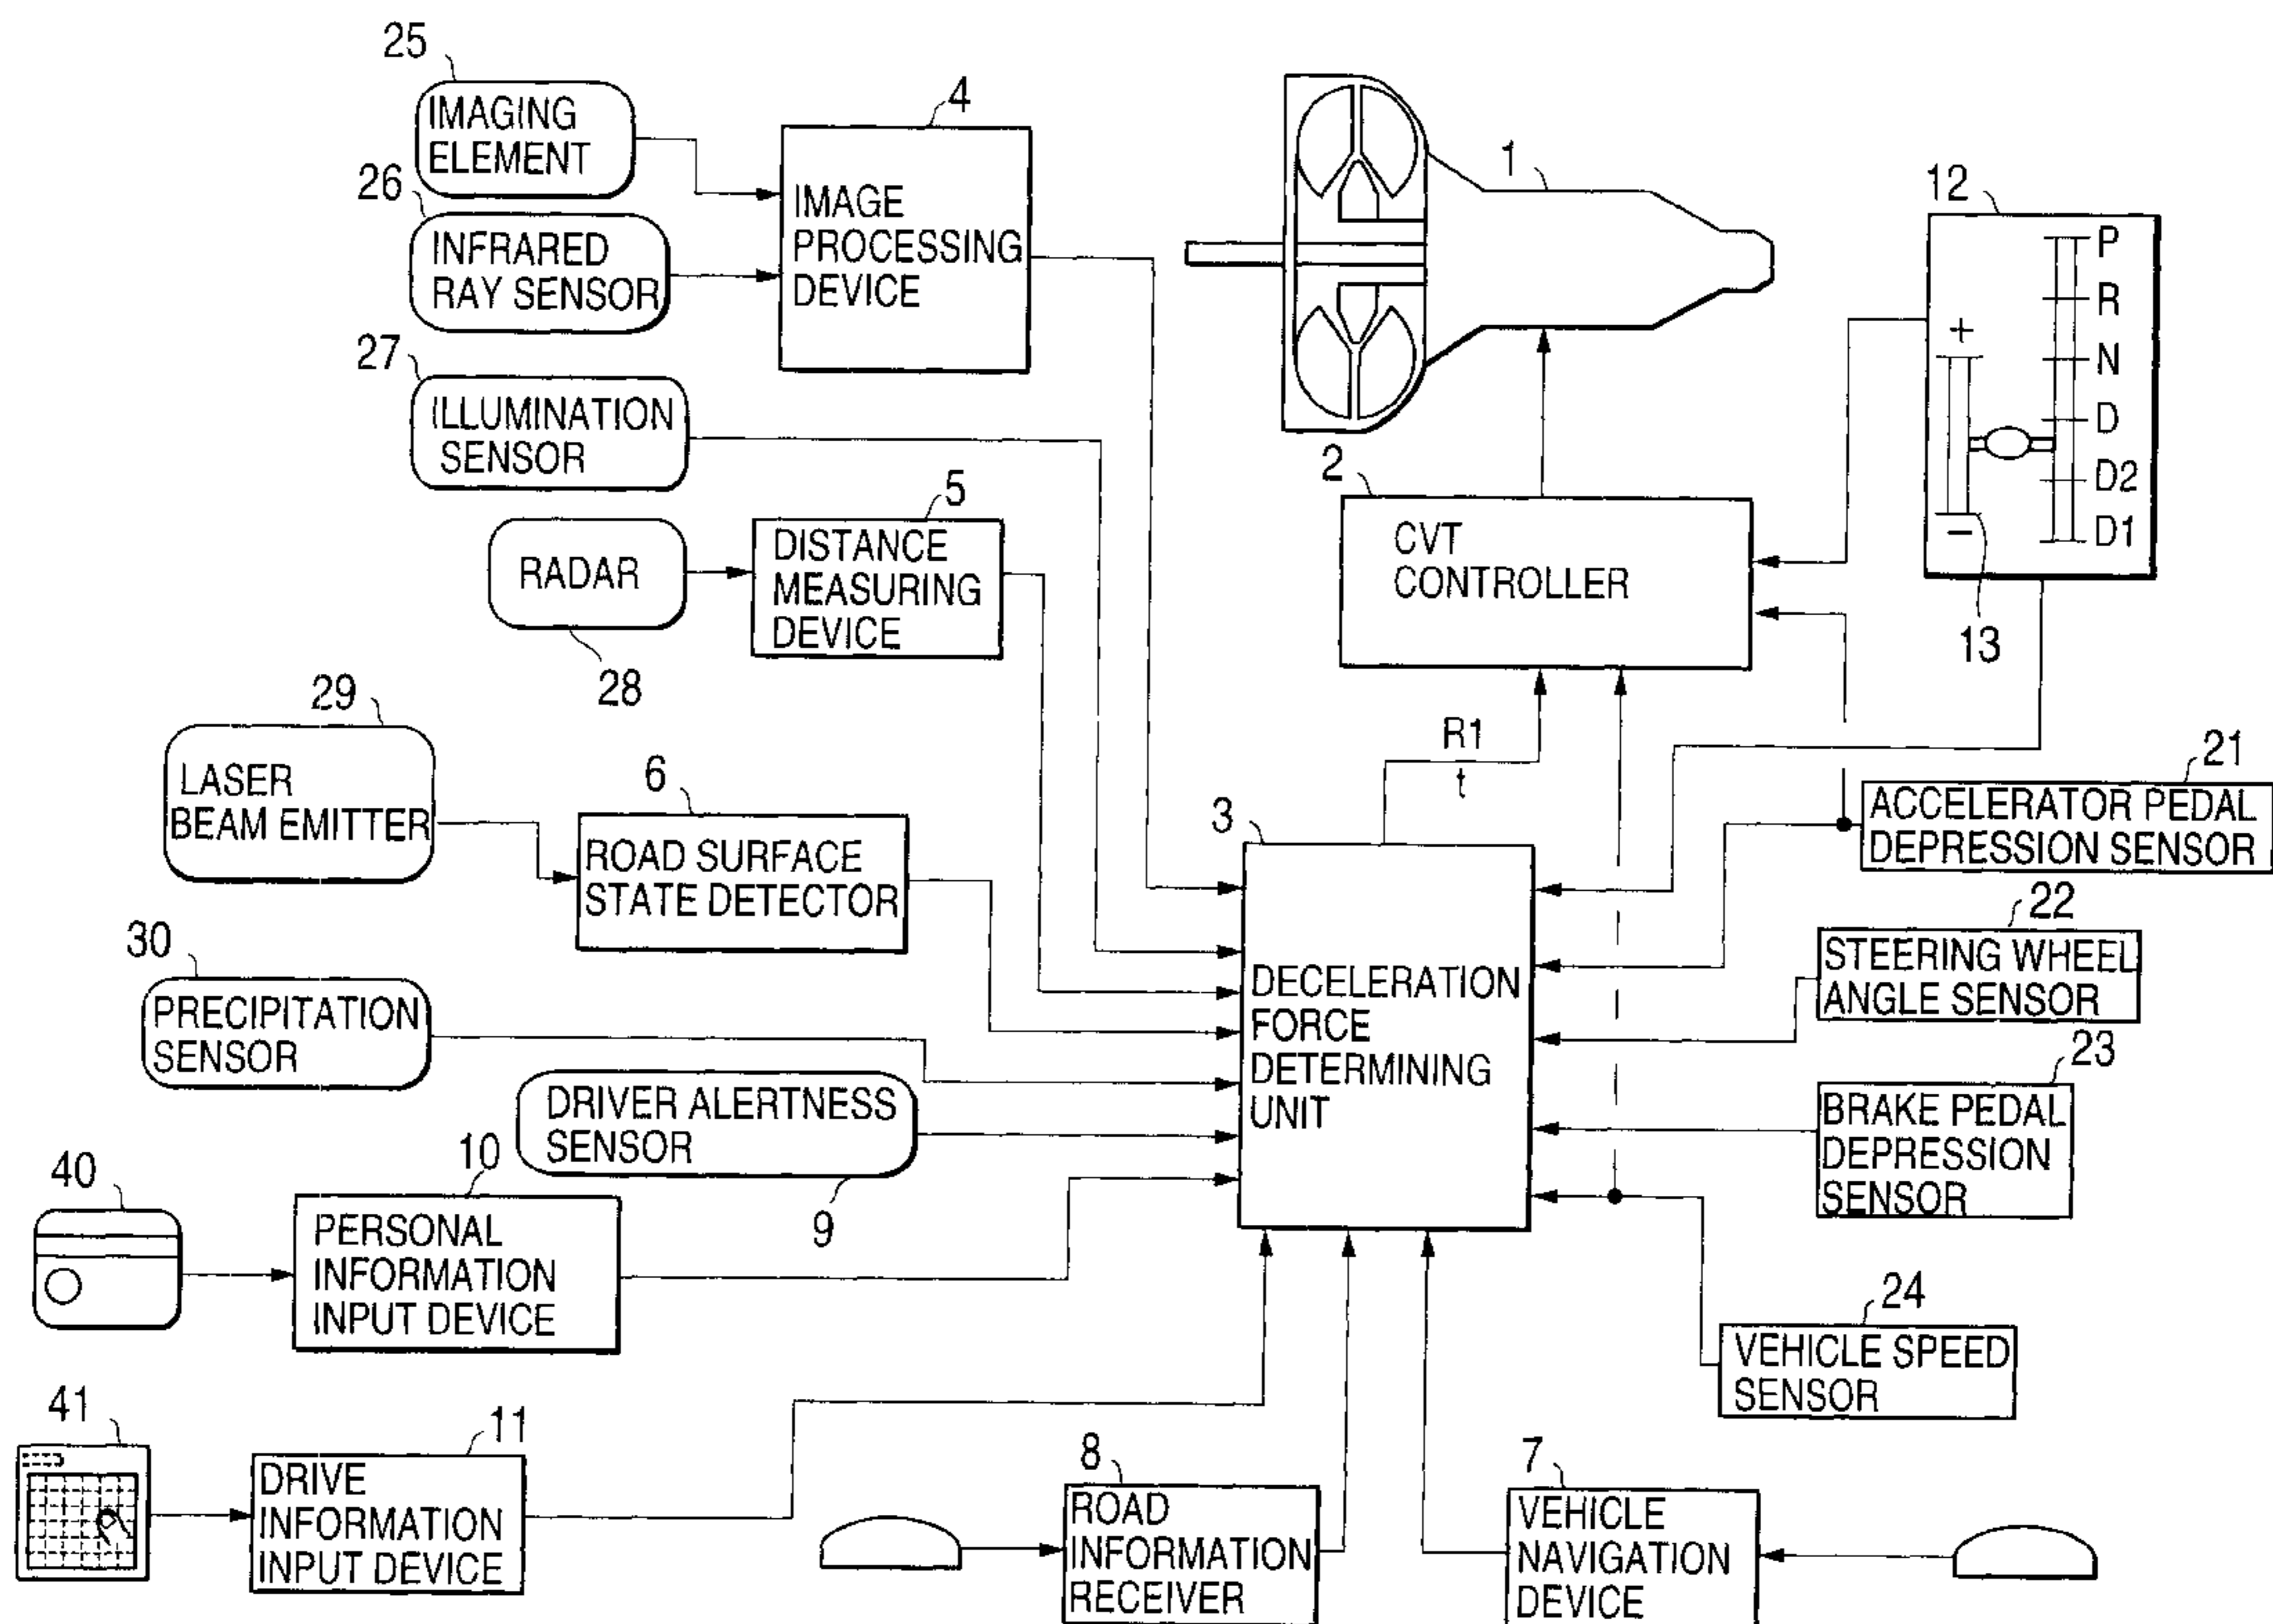 25
IMAGING
ELEMENT
4
26
INFRARED
RAY SENSOR
IMAGE
PROCESSING
DEVICE
27
ILLUMINATION
SENSOR
1
12
P
R
N
D
D2
D1
+
−
13
2
CVT
CONTROLLER
5
RADAR
28
DISTANCE
MEASURING
DEVICE
29
LASER
BEAM EMITTER
6
ROAD SURFACE
STATE DETECTOR
R1
t
21
ACCELERATOR PEDAL
DEPRESSION SENSOR
3
DECELERATION
FORCE
DETERMINING
UNIT
22
STEERING WHEEL
ANGLE SENSOR
30
PRECIPITATION
SENSOR
DRIVER ALERTNESS
SENSOR
9
23
BRAKE PEDAL
DEPRESSION
SENSOR
40
10
PERSONAL
INFORMATION
INPUT DEVICE
24
VEHICLE SPEED
SENSOR
41
11
DRIVE
INFORMATION
INPUT DEVICE
8
ROAD
INFORMATION
RECEIVER
7
VEHICLE
NAVIGATION
DEVICE